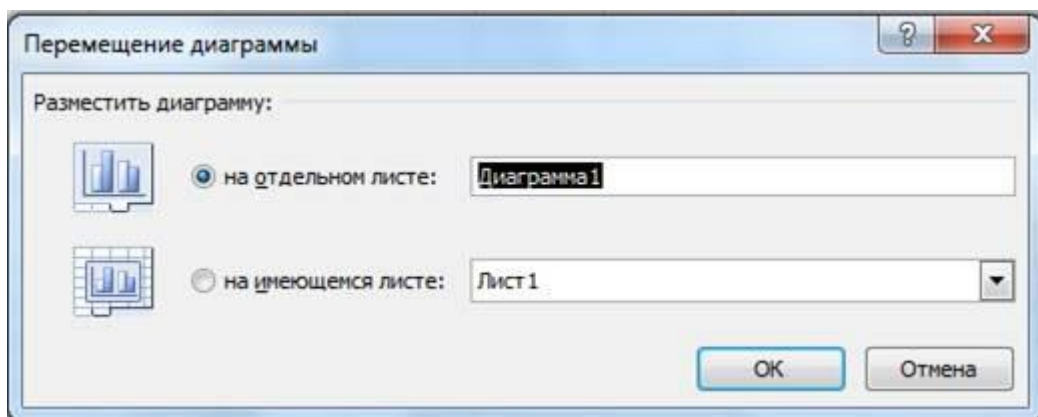 Перемещение диаграммы
Разместить диаграмму:
на отдельном листе: Диаграмма1
на имеющемся листе: Лист1
ОК Отмена